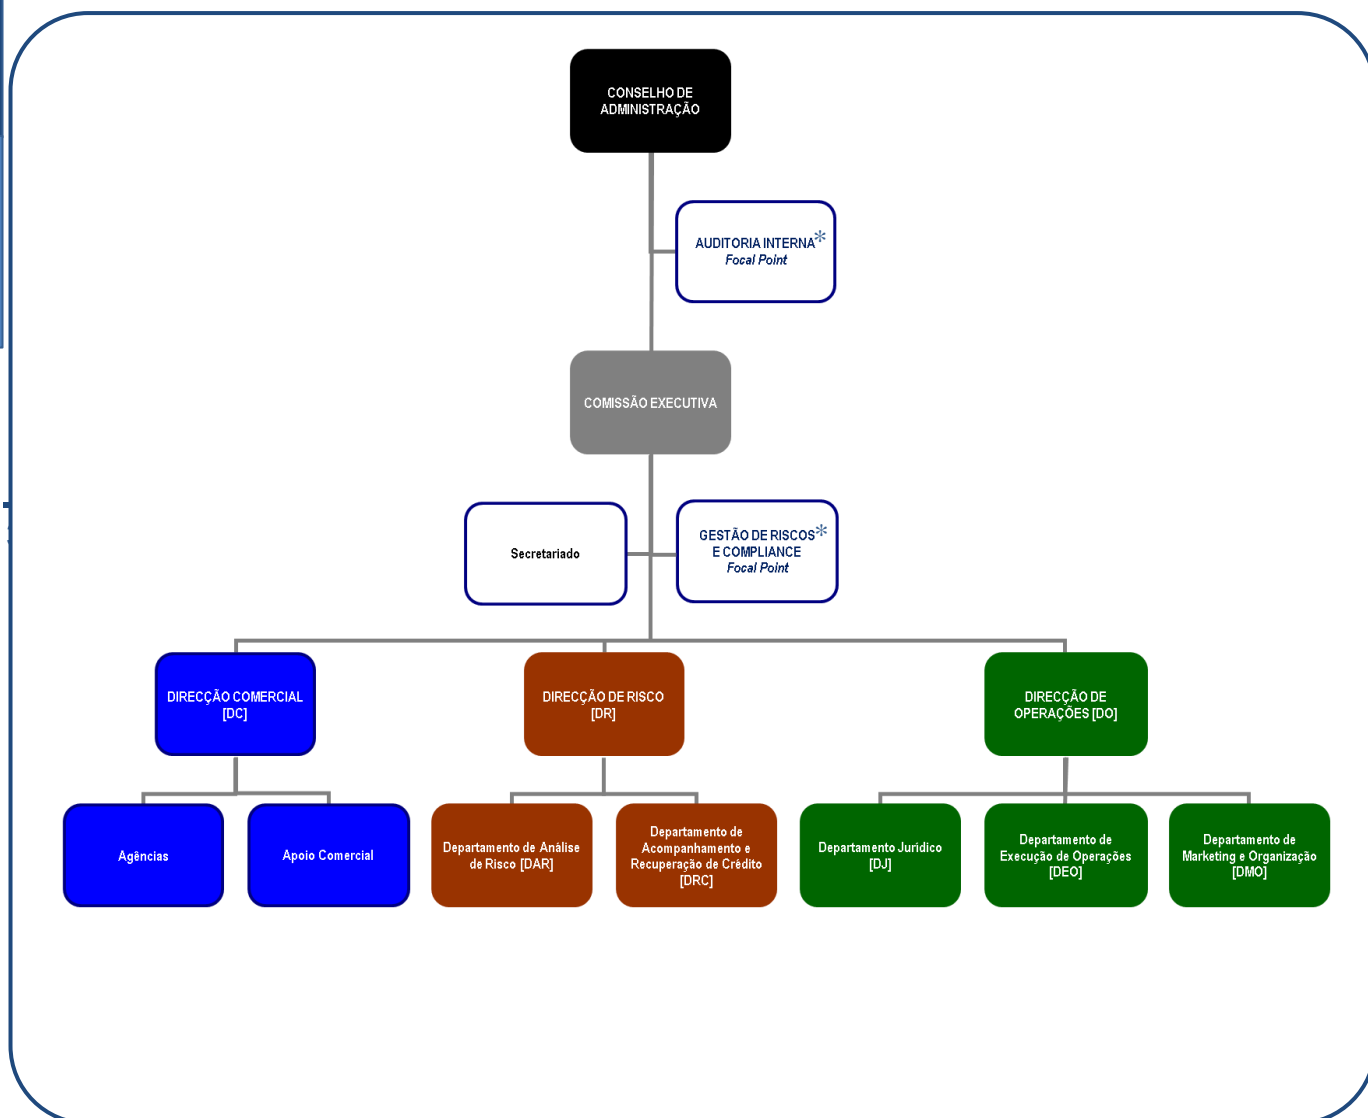 CONSELHO DE
ADMINISTRAÇÃO
AUDITORIA INTERNA*
Focal Point
COMISSÃO EXECUTIVA
Secretariado
GESTÃO DE RISCOS*
E COMPLIANCE
Focal Point
DIRECÇÃO COMERCIAL
[DC]
DIRECÇÃO DE RISCO
[DR]
DIRECÇÃO DE
OPERAÇÕES [DO]
Agências
Apoio Comercial
Departamento de Análise
de Risco [DAR]
Departamento de
Acompanhamento e
Recuperação de Crédito
[DRC]
Departamento Jurídico
[DJ]
Departamento de
Execução de Operações
[DEO]
Departamento de
Marketing e Organização
[DMO]